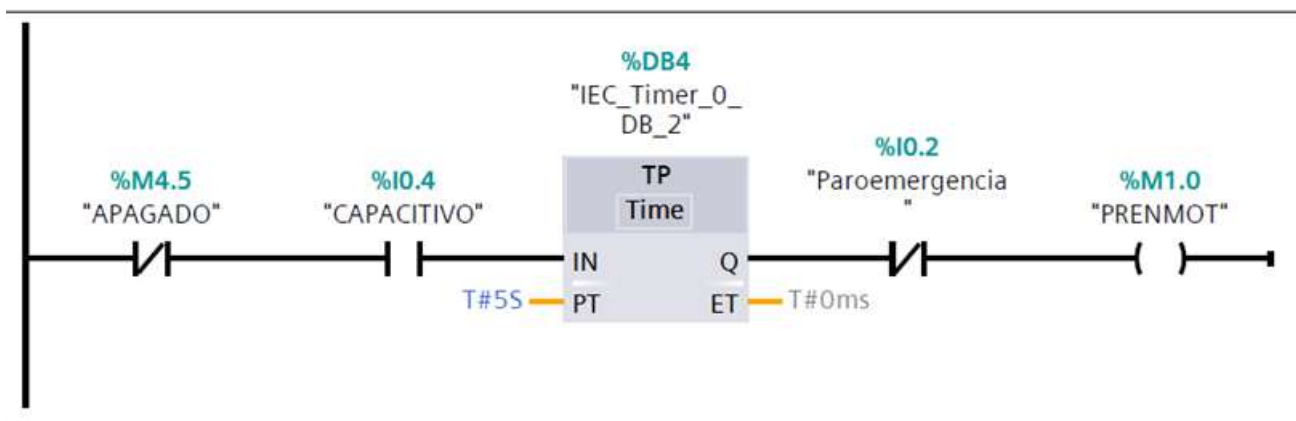 %DB4
"IEC_Timer_0_
DB_2"
%M4.5
"APAGADO"
%I0.4
"CAPACITIVO"
TP
Time
%I0.2
"Paroemergencia
"
%M1.0
"PRENMOT"
IN
Q
T#5S
PT
ET
T#0ms